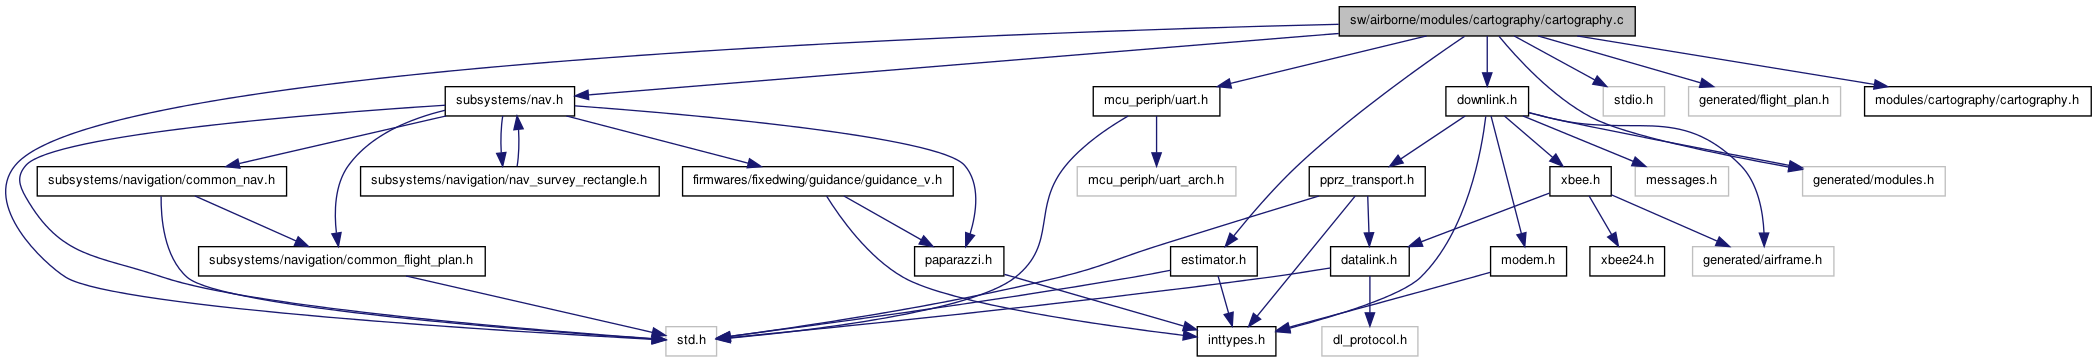 sw/airborne/modules/cartography/cartography.c
subsystems/nav.h
mcu_periph/uart.h
downlink.h
stdio.h
generated/flight_plan.h
modules/cartography/cartography.h
subsystems/navigation/common_nav.h
subsystems/navigation/nav_survey_rectangle.h
firmwares/fixedwing/guidance/guidance_v.h
mcu_periph/uart_arch.h
pprz_transport.h
xbee.h
messages.h
generated/modules.h
subsystems/navigation/common_flight_plan.h
paparazzi.h
estimator.h
datalink.h
modem.h
xbee24.h
generated/airframe.h
std.h
inttypes.h
dl_protocol.h